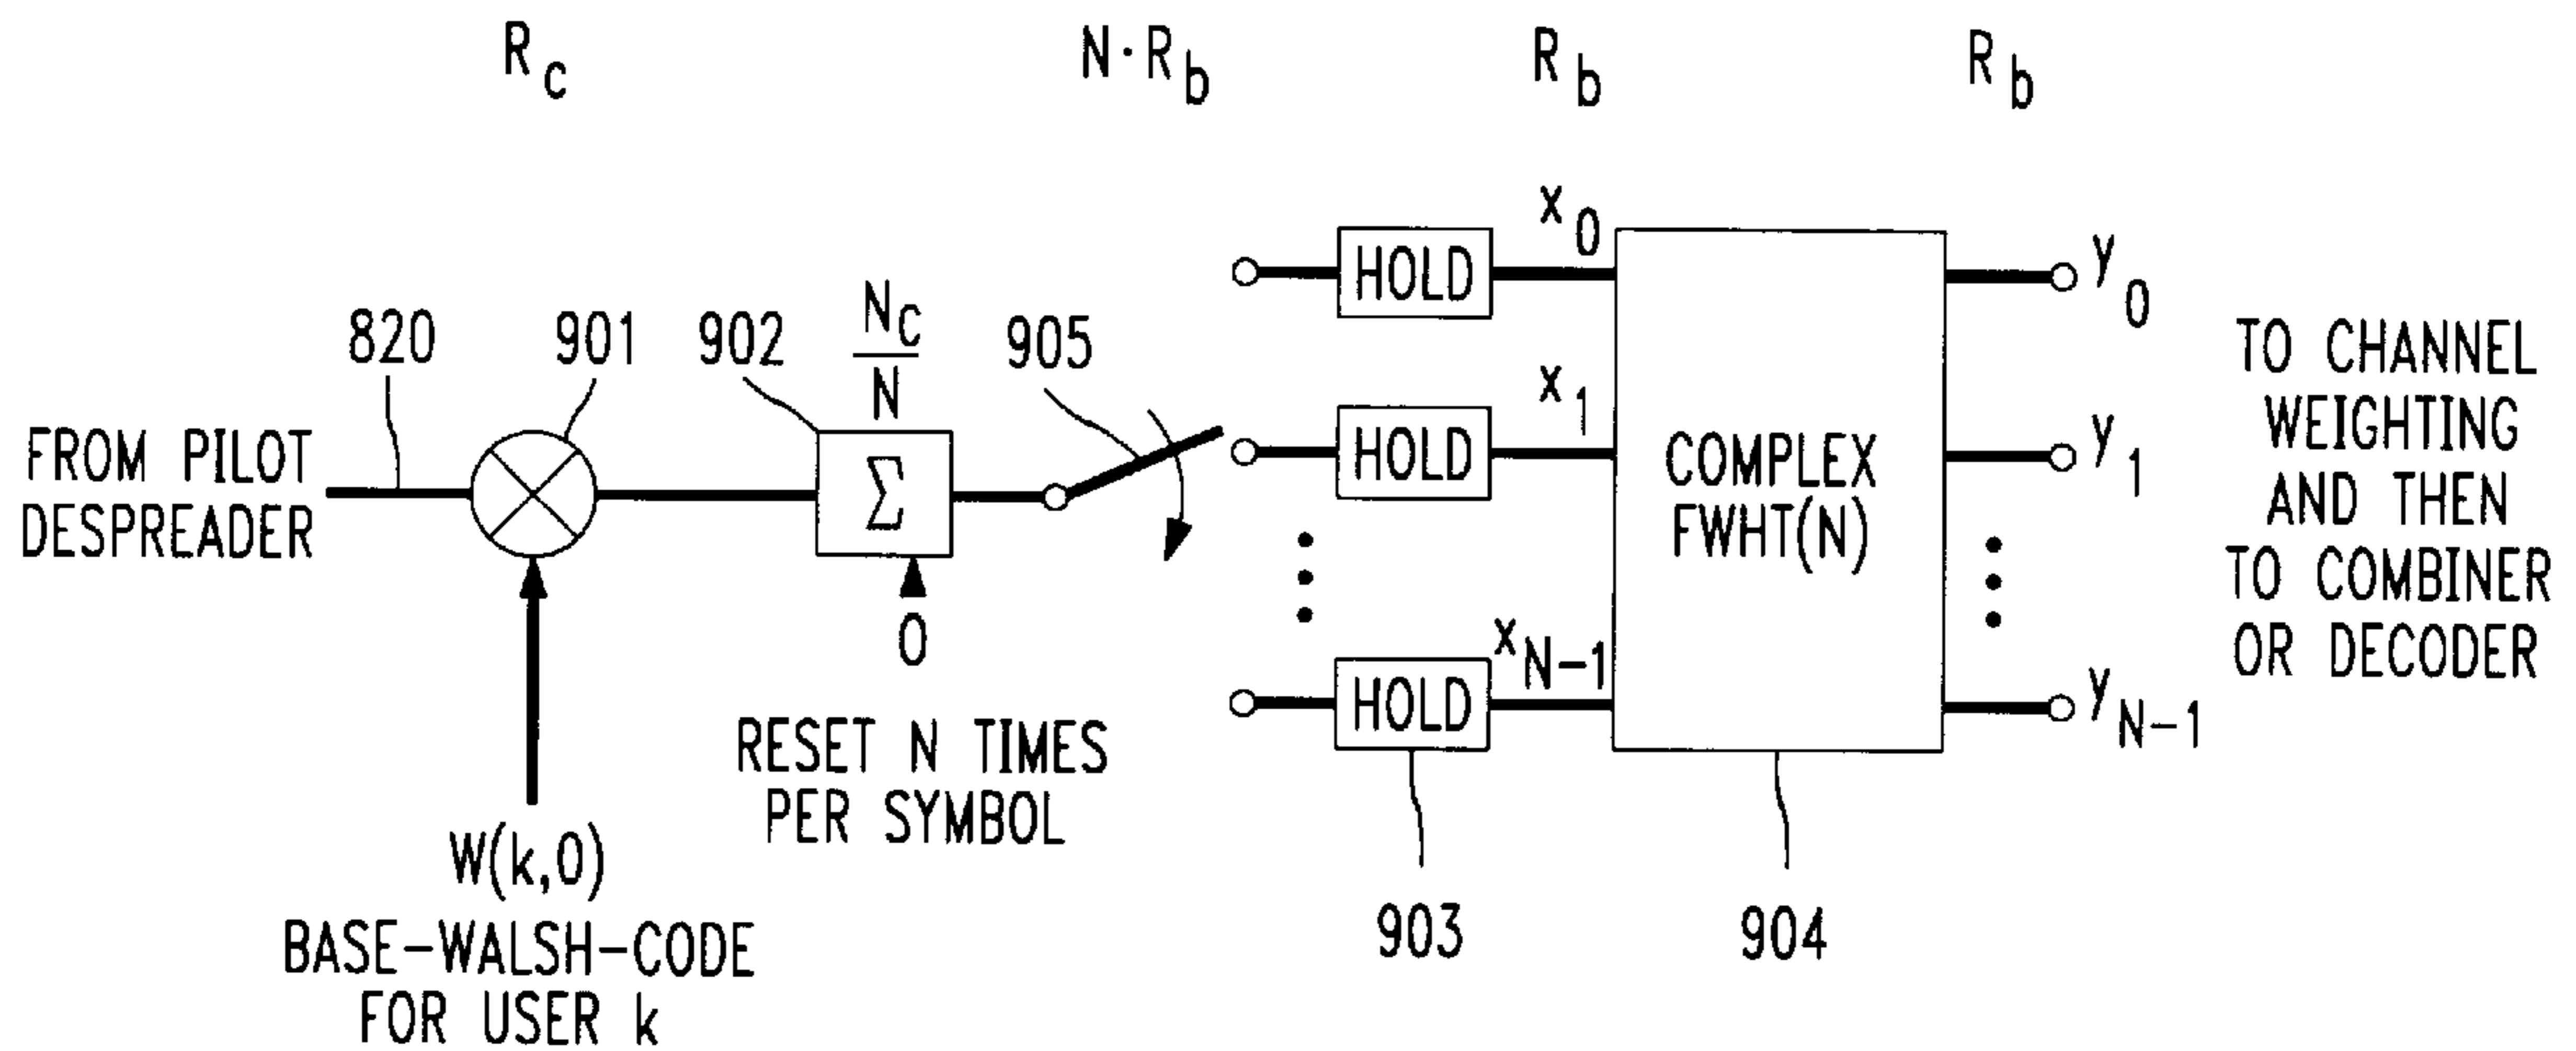 R_c
N·R_b
R_b
R_b
820
901
902
N_C/N
905
HOLD
x_0
y_0
FROM PILOT
DESPREADER
Σ
0
HOLD
x_1
COMPLEX
FWHT(N)
y_1
TO CHANNEL
WEIGHTING
AND THEN
TO COMBINER
OR DECODER
HOLD
x_N-1
y_N-1
RESET N TIMES
PER SYMBOL
W(k,0)
BASE-WALSH-CODE
FOR USER k
903
904